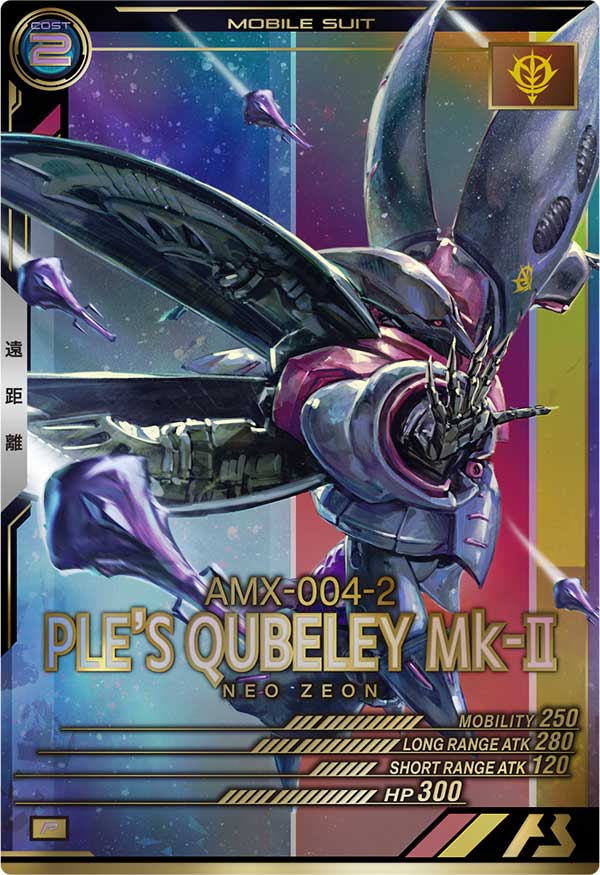 COST
2
MOBILE SUIT
遠距離
AMX-004-2
PLE'S QUBELEY Mk-II
NEO ZEON
MOBILITY 250
LONG RANGE ATK 280
SHORT RANGE ATK 120
HP 300
P